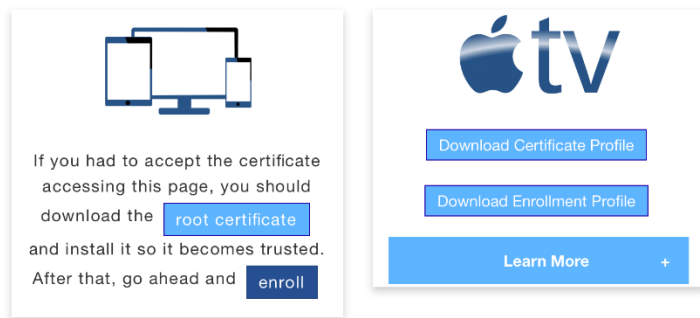 If you had to accept the certificate
accessing this page, you should
download the root certificate
and install it so it becomes trusted.
After that, go ahead and enroll
tv
Download Certificate Profile
Download Enrollment Profile
Learn More +